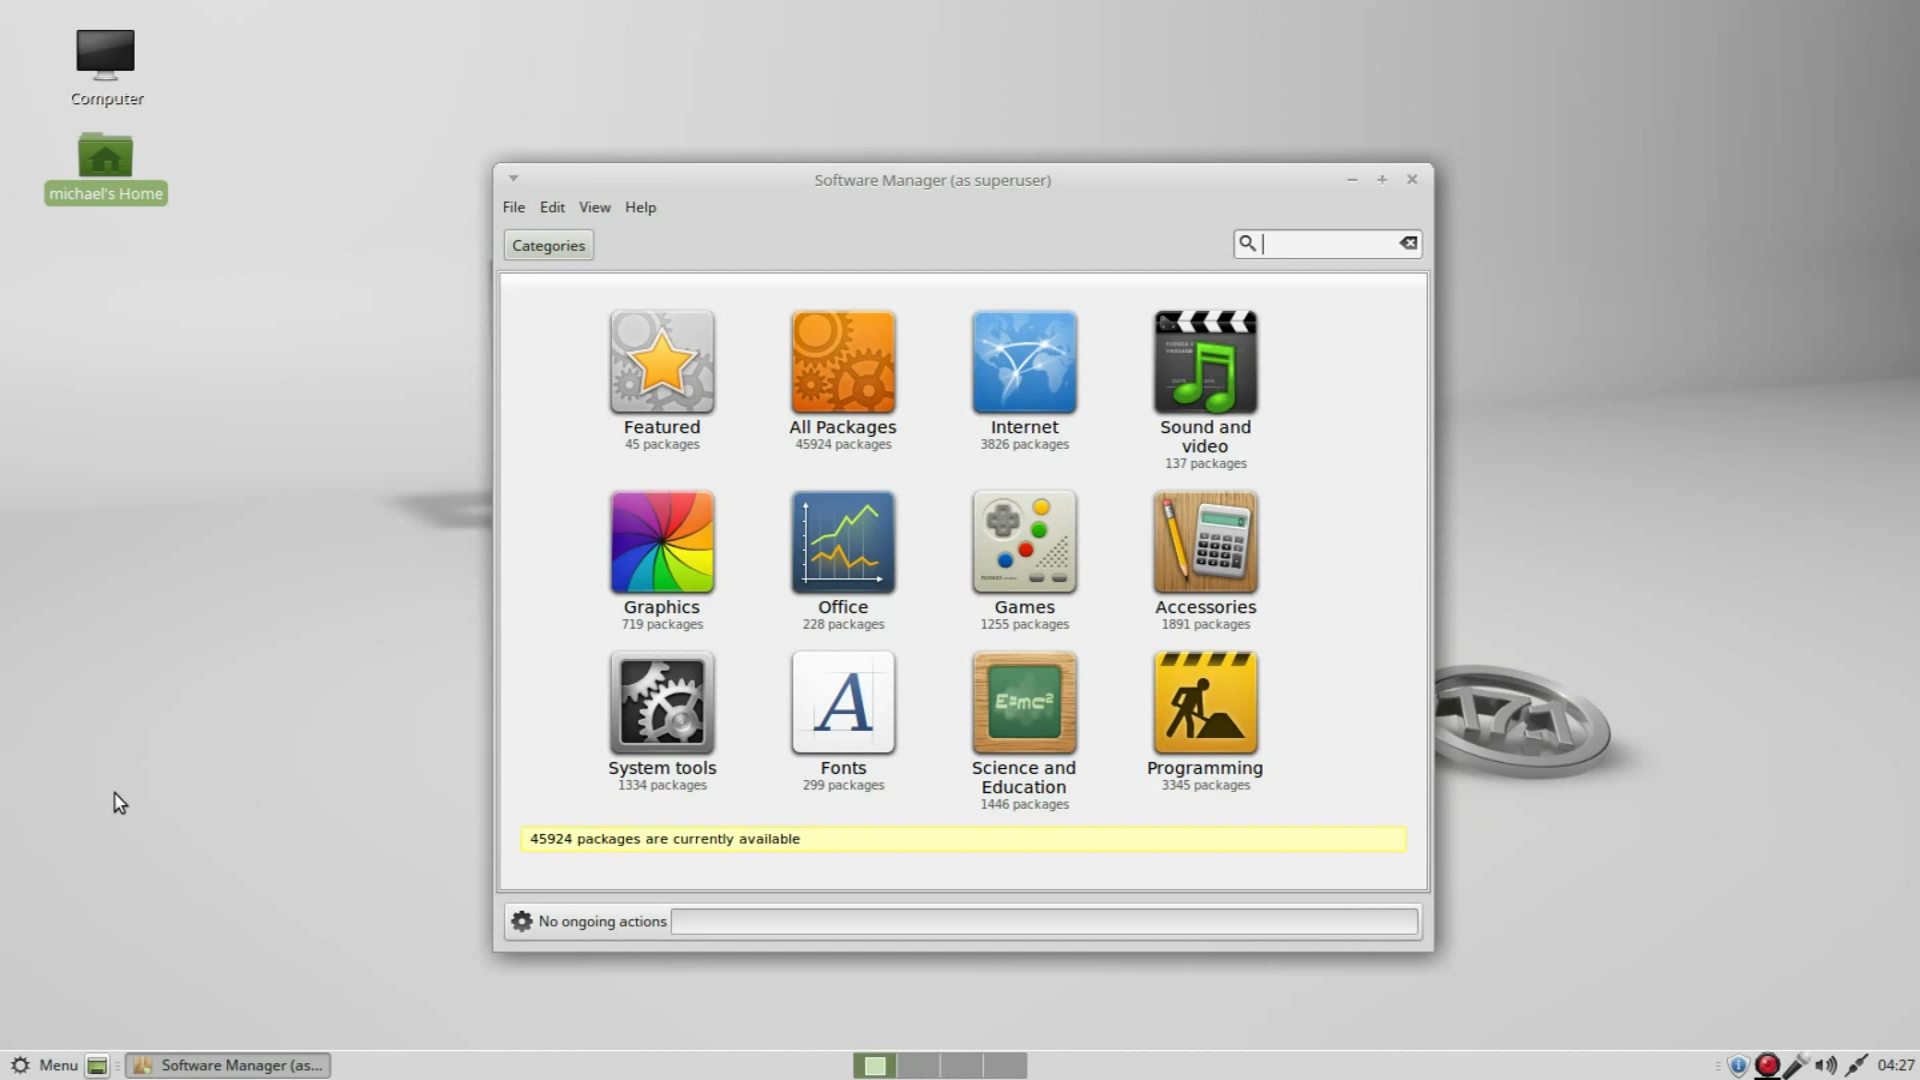 Computer
michael's Home
Software Manager (as superuser)
File Edit View Help
Categories
Featured
45 packages
All Packages
45924 packages
Internet
3826 packages
Sound and
video
137 packages
Graphics
719 packages
Office
228 packages
Games
1255 packages
Accessories
1891 packages
System tools
1334 packages
A
Fonts
299 packages
E=mc²
Science and
Education
1446 packages
Programming
3345 packages
17.1
45924 packages are currently available
No ongoing actions
Menu
Software Manager (as...
04:27